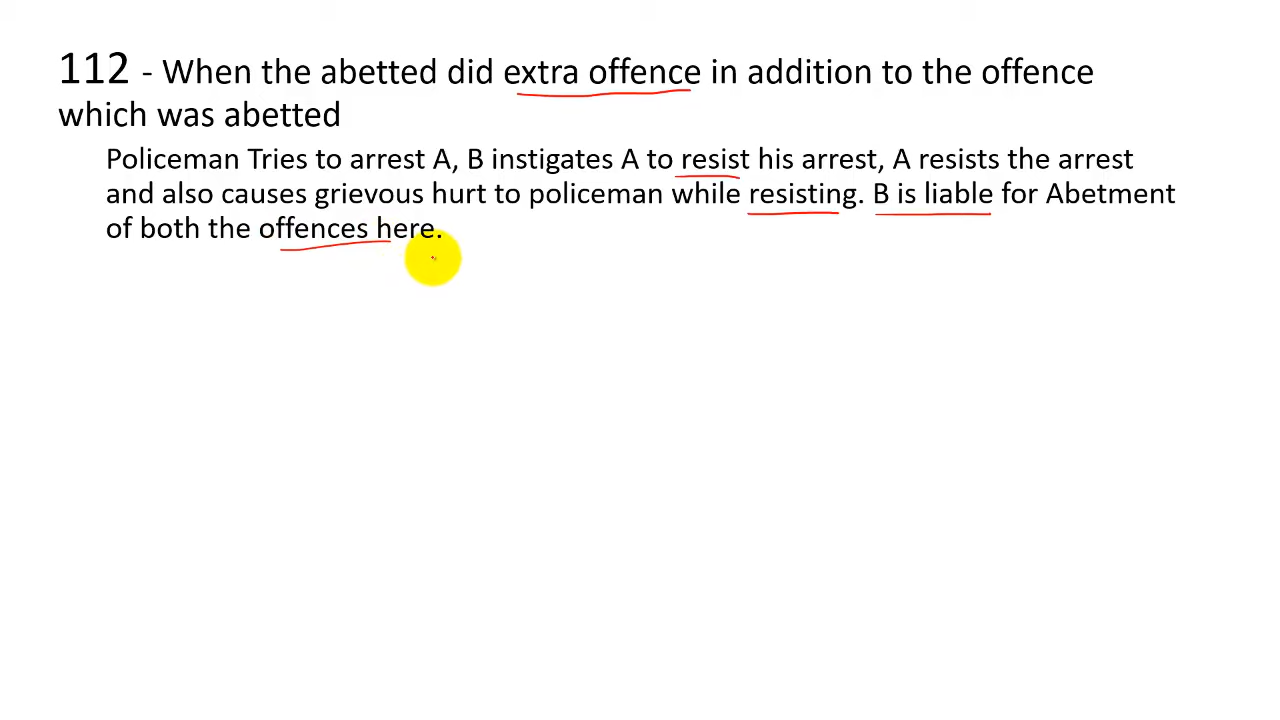 112 - When the abetted did extra offence in addition to the offence
which was abetted
Policeman Tries to arrest A, B instigates A to resist his arrest, A resists the arrest
and also causes grievous hurt to policeman while resisting. B is liable for Abetment
of both the offences here.